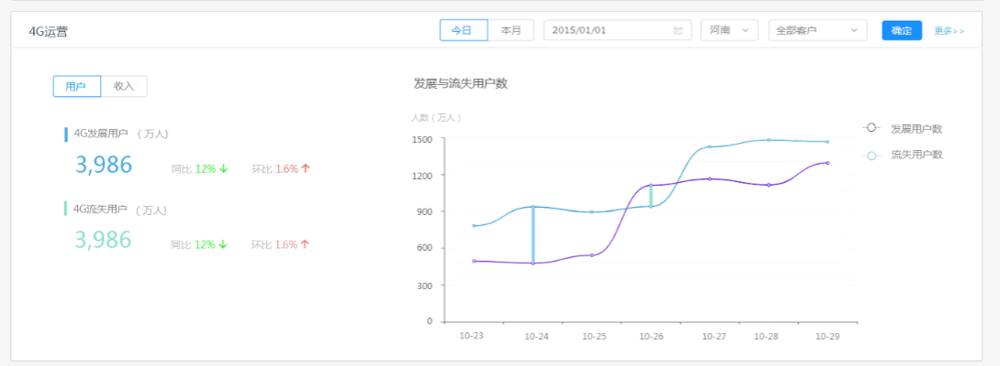 4G运营
今日 本月 2015/01/01 河南 全部客户 确定 更多>>
用户 收入
4G发展用户 (万人)
3,986 同比 12% ↓ 环比 1.6% ↑
4G流失用户 (万人)
3,986 同比 12% ↓ 环比 1.6% ↑
发展与流失用户数
人数(万人)
发展用户数
流失用户数
1500
1200
900
600
300
0
10-23 10-24 10-25 10-26 10-27 10-28 10-29